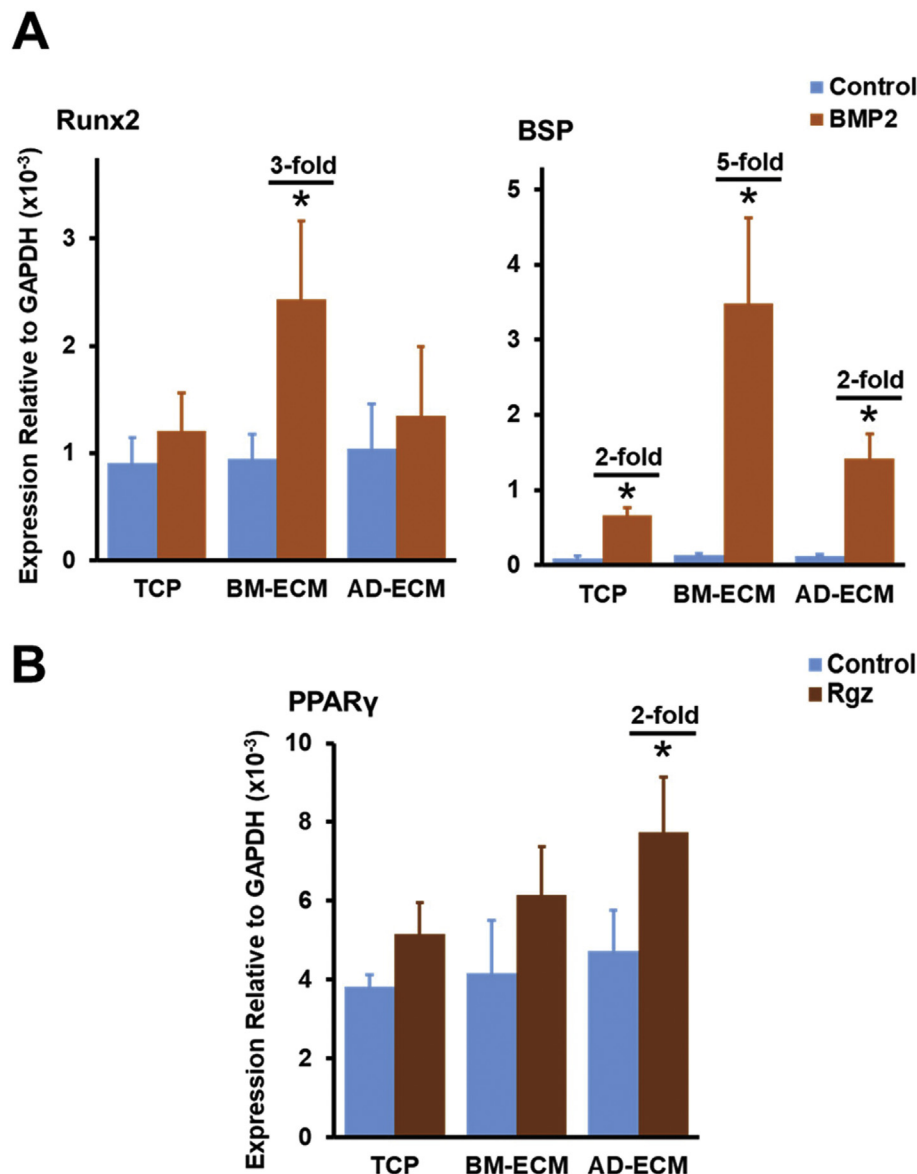 A
Control
BMP2
Runx2
BSP
Expression Relative to GAPDH (x10⁻³)
3-fold
*
3
2
1
0
TCP BM-ECM AD-ECM
5-fold
*
2-fold
*
2-fold
*
5
4
3
2
1
0
TCP BM-ECM AD-ECM
B
Control
Rgz
PPARγ
2-fold
*
Expression Relative to GAPDH (x10⁻³)
10
8
6
4
2
0
TCP BM-ECM AD-ECM